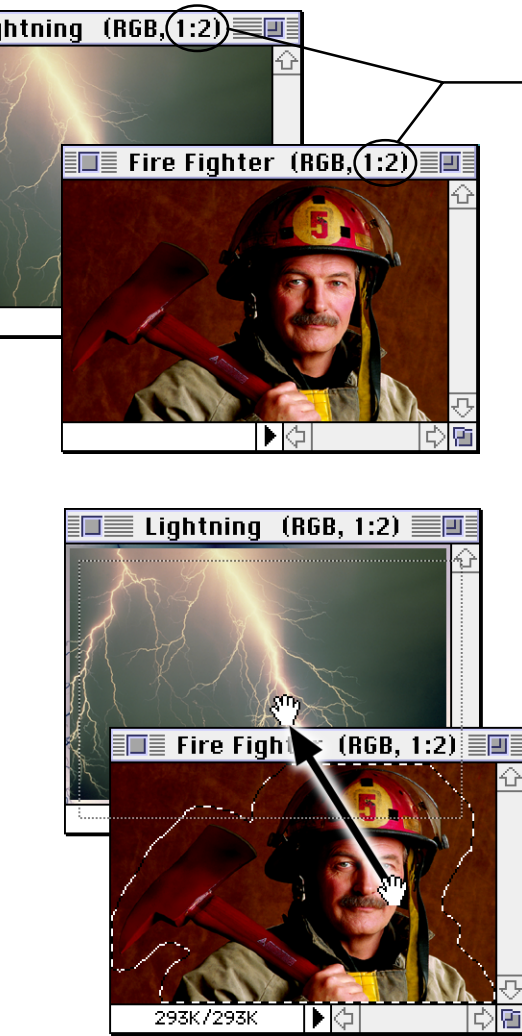 ghtning (RGB, 1:2)
Fire Fighter (RGB, 1:2)
5
Lightning (RGB, 1:2)
Fire Figh (RGB, 1:2)
5
293K/293K